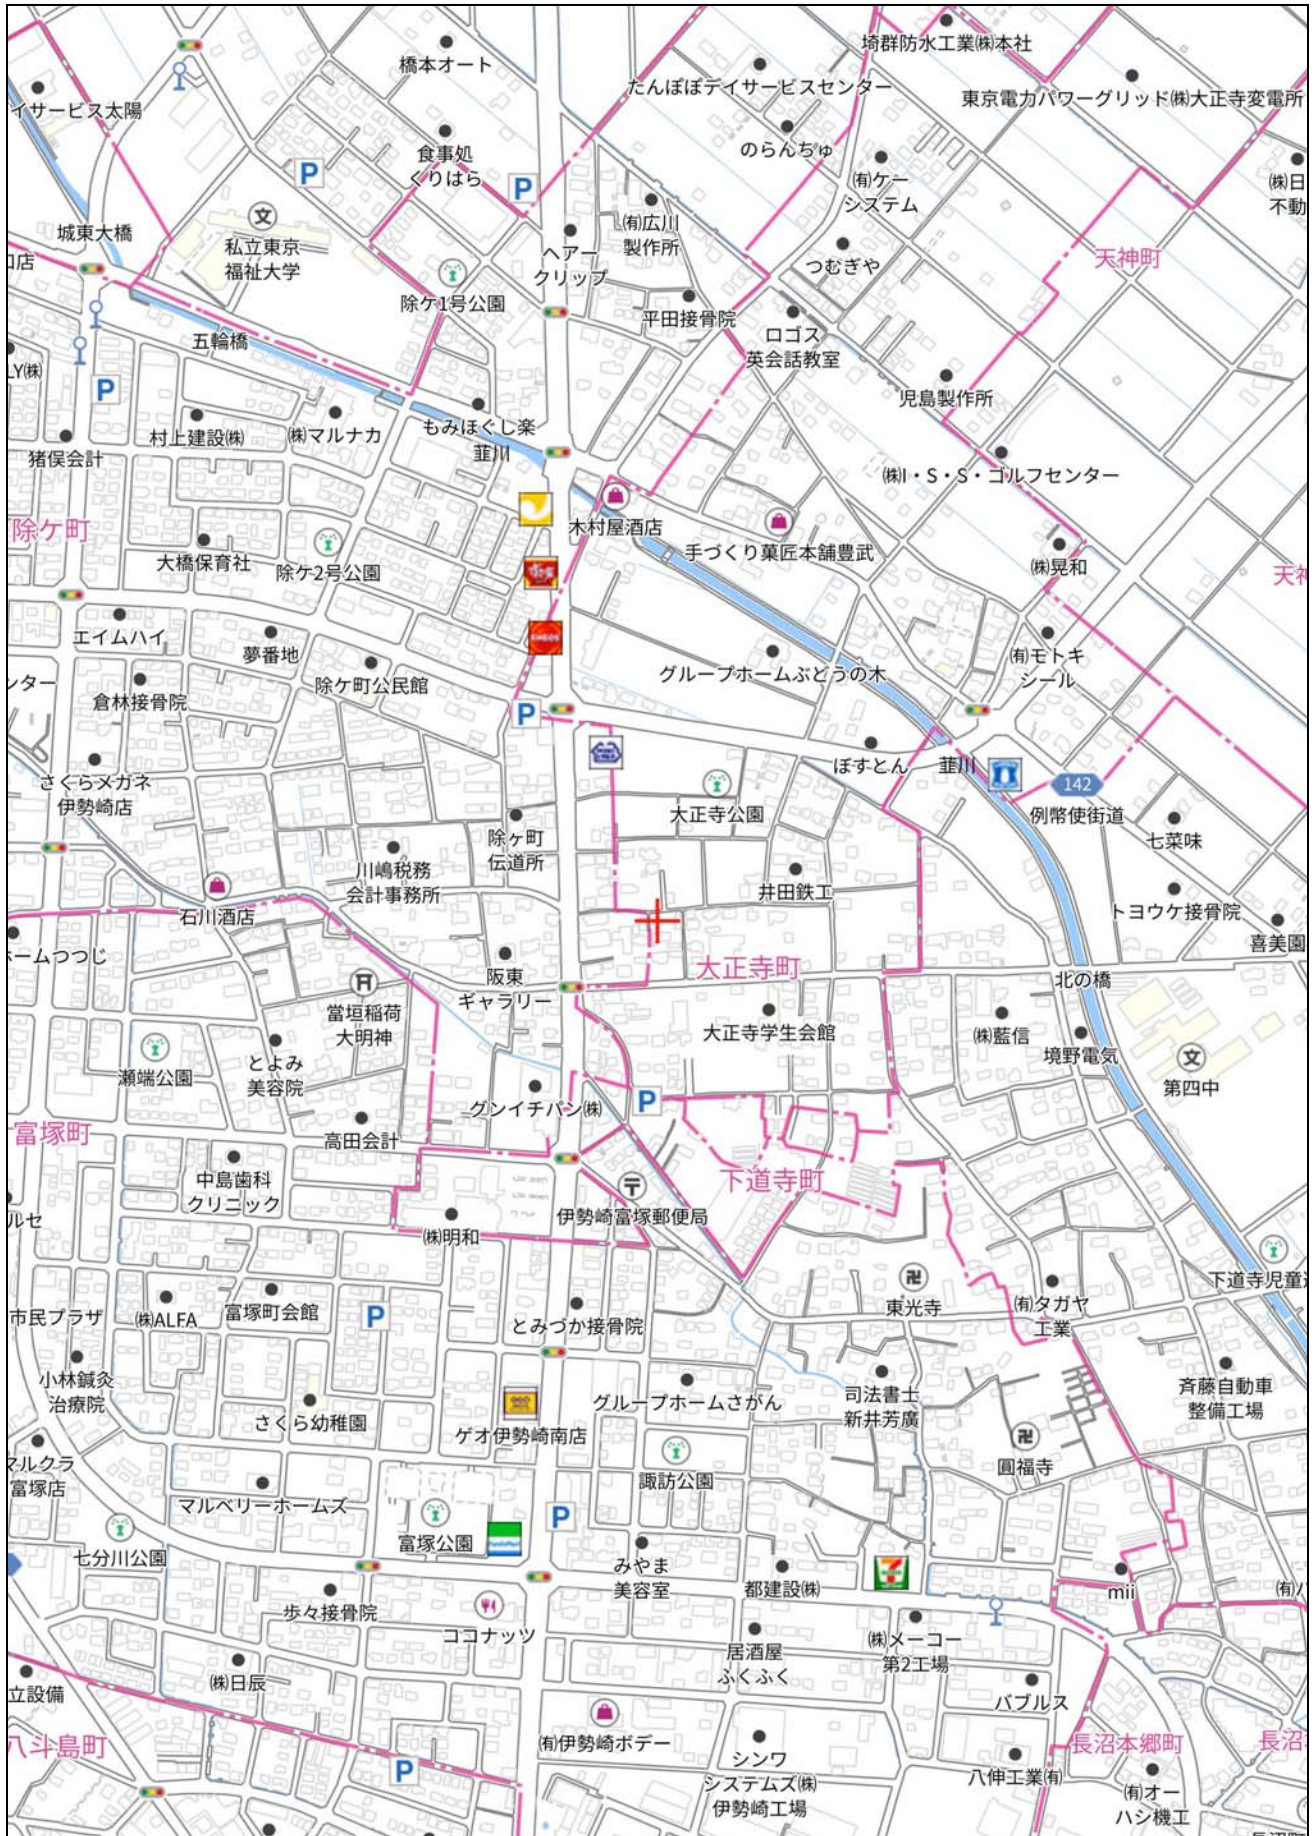 埼群防水工業㈱本社
橋本オート
たんぽぽデイサービスセンター
東京電力パワーグリッド㈱大正寺変電所
イサービス太陽
のらんちゅ
食事処
くりはら
P
P
㈲ケー
システム
㈱日
不動
㈲広川
製作所
城東大橋
文
私立東京
福祉大学
ヘアー
クリップ
つむぎや
天神町
口店
除ケ1号公園
平田接骨院
ロゴス
英会話教室
五輪橋
LY㈱
P
児島製作所
村上建設㈱
㈱マルナカ
もみほぐし楽
韮川
猪俣会計
㈱I・S・S・ゴルフセンター
除ケ町
木村屋酒店
手づくり菓匠本舗豊武
大橋保育社
除ケ2号公園
すき家
㈱晃和
天神
エイムハイ
ENEOS
夢番地
㈲モトキ
シール
ンター
倉林接骨院
除ケ町公民館
グループホームぶどうの木
P
さくらメガネ
伊勢崎店
ぼすとん
韮川
142
例幣使街道
大正寺公園
除ヶ町
伝道所
七菜味
川嶋税務
会計事務所
井田鉄工
石川酒店
トヨウケ接骨院
喜美園
ホームつつじ
阪東
ギャラリー
大正寺町
北の橋
當垣稲荷
大明神
大正寺学生会館
㈱藍信
境野電気
瀬端公園
とよみ
美容院
文
第四中
グンイチパン㈱
P
富塚町
高田会計
中島歯科
クリニック
下道寺町
〒
伊勢崎富塚郵便局
ルセ
㈱明和
卍
東光寺
下道寺児童遊
㈲タガヤ
工業
市民プラザ
㈱ALFA
富塚町会館
P
とみづか接骨院
小林鍼灸
治療院
さくら幼稚園
グループホームさがん
司法書士
新井芳廣
斉藤自動車
整備工場
ゲオ伊勢崎南店
マルクラ
富塚店
諏訪公園
卍
圓福寺
マルベリーホームズ
P
富塚公園
七分川公園
みやま
美容室
都建設㈱
7
mii
㈲ハ
歩々接骨院
ココナッツ
㈱メーコー
第2工場
居酒屋
ふくふく
立設備
㈱日辰
バブルス
八斗島町
P
㈲伊勢崎ボデー
シンワ
システムズ㈱
伊勢崎工場
長沼本郷町
長沼
八伸工業㈲
㈲オー
ハシ機工